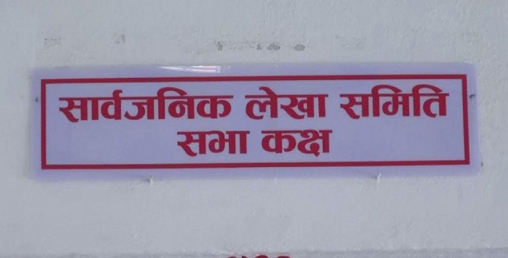 सार्वजनिक लेखा समिति
सभा कक्ष